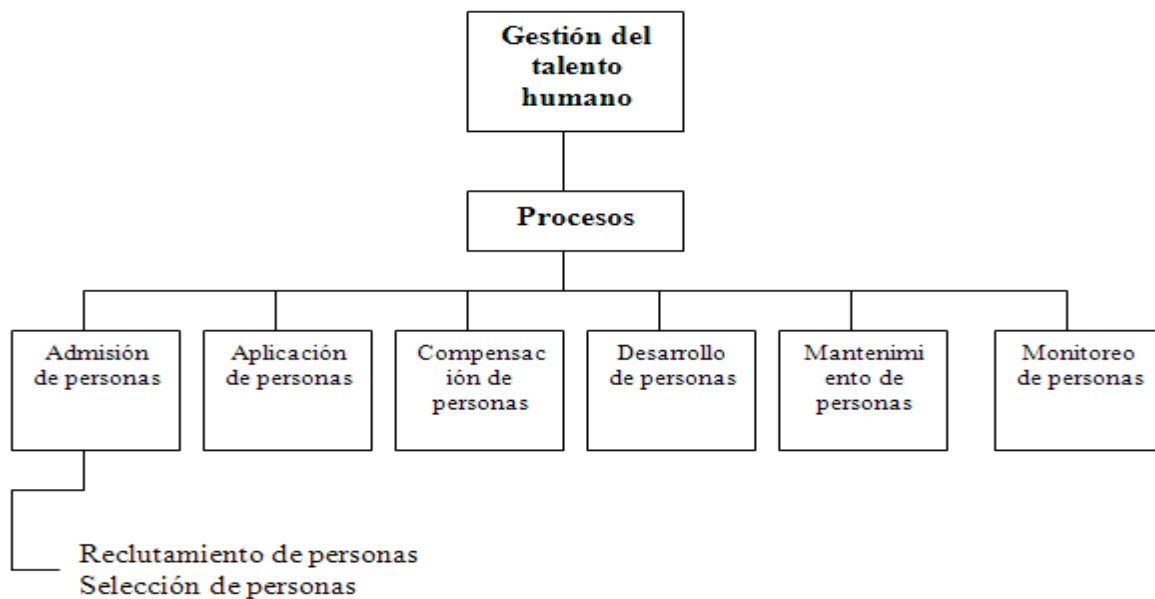 Gestión del
talento
humano
Procesos
Admisión
de personas
Aplicación
de personas
Compensac
ión de
personas
Desarrollo
de personas
Mantenimi
ento de
personas
Monitoreo
de personas
Reclutamiento de personas
Selección de personas